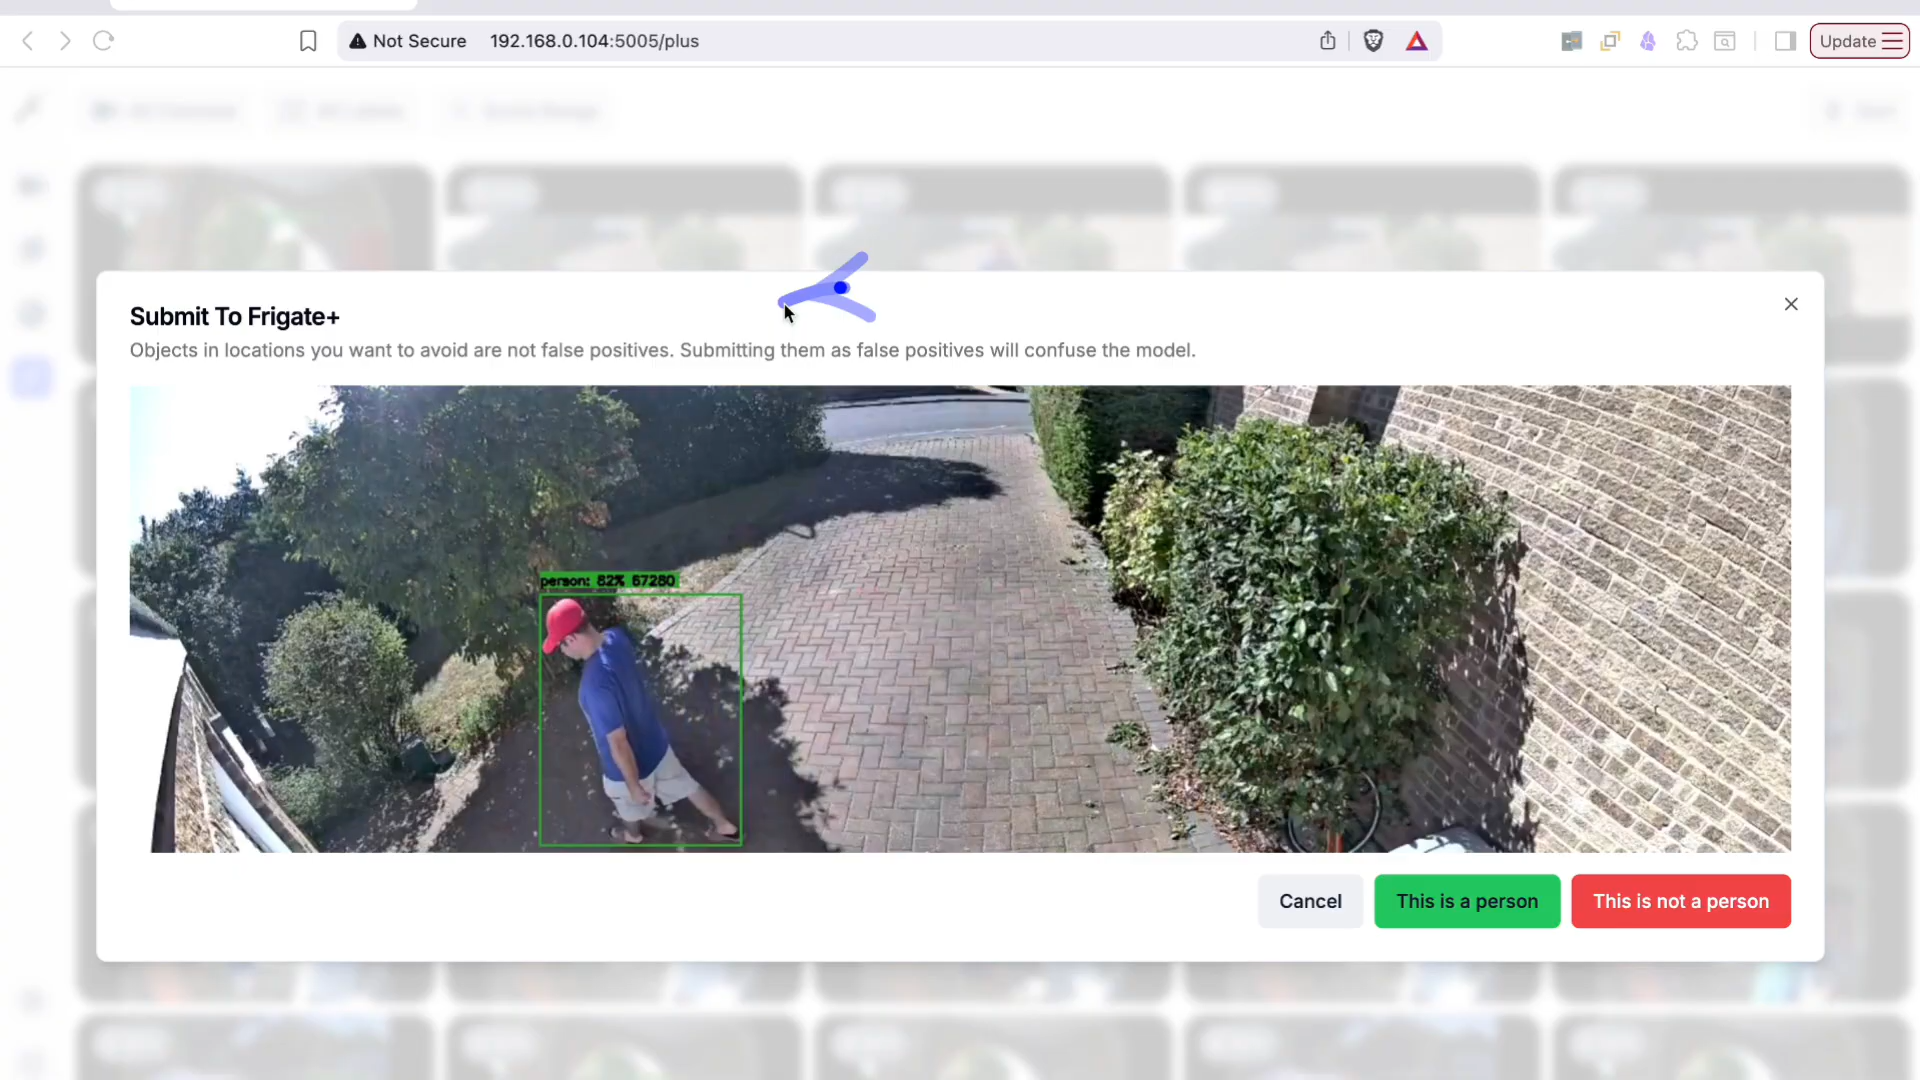 Not Secure 192.168.0.104:5005/plus
Update
Submit To Frigate+
Objects in locations you want to avoid are not false positives. Submitting them as false positives will confuse the model.
person: 82% 67280
Cancel
This is a person
This is not a person